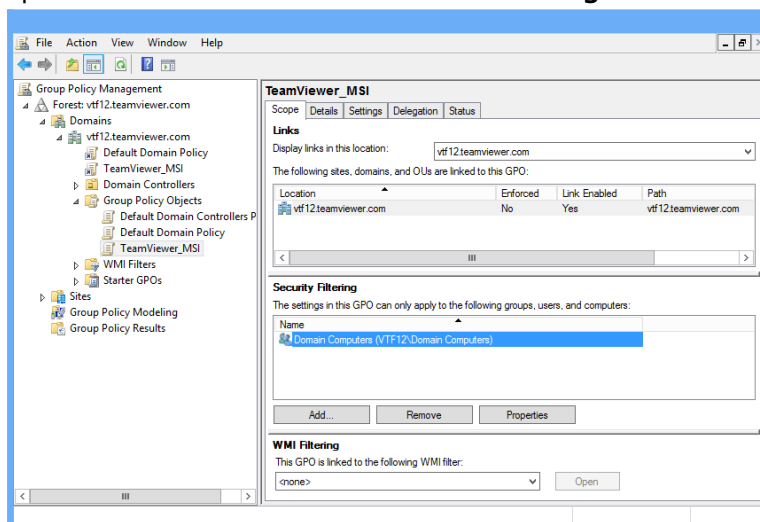 File Action View Window Help
Group Policy Management
Forest: vtf12.teamviewer.com
Domains
vtf12.teamviewer.com
Default Domain Policy
TeamViewer_MSI
Domain Controllers
Group Policy Objects
Default Domain Controllers P
Default Domain Policy
TeamViewer_MSI
WMI Filters
Starter GPOs
Sites
Group Policy Modeling
Group Policy Results
TeamViewer_MSI
Scope Details Settings Delegation Status
Links
Display links in this location: vtf12.teamviewer.com
The following sites, domains, and OUs are linked to this GPO:
Location Enforced Link Enabled Path
vtf12.teamviewer.com No Yes vtf12.teamviewer.com
Security Filtering
The settings in this GPO can only apply to the following groups, users, and computers:
Name
Domain Computers (VTF12\Domain Computers)
Add... Remove Properties
WMI Filtering
This GPO is linked to the following WMI filter:
<none> Open